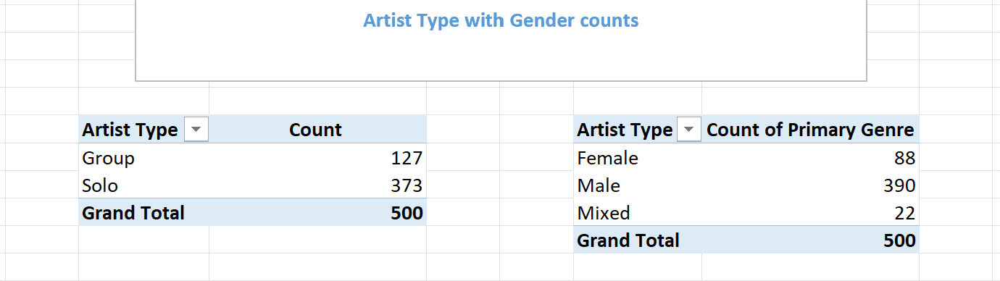 Artist Type with Gender counts
Artist Type Count
Group 127
Solo 373
Grand Total 500
Artist Type Count of Primary Genre
Female 88
Male 390
Mixed 22
Grand Total 500